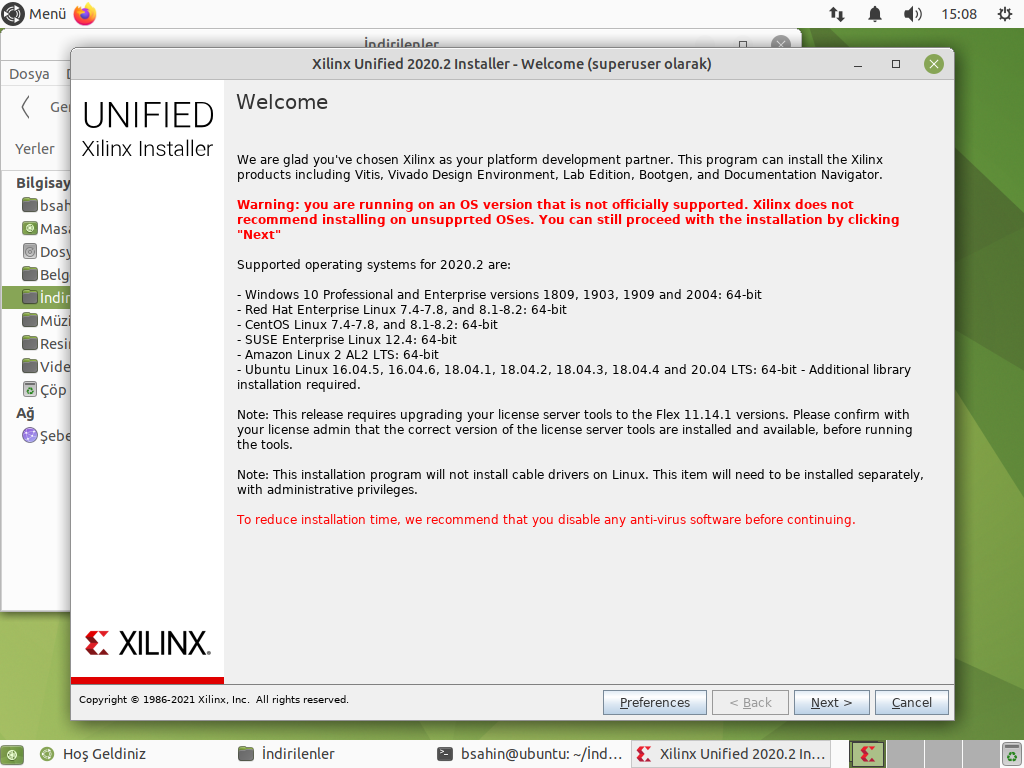 Menü
15:08
İndirilenler
Dosya
Xilinx Unified 2020.2 Installer - Welcome (superuser olarak)
Yerler
Bilgisay
bsah
Masa
Dosy
Belg
İndir
Müzi
Resi
Vide
Çöp
Ağ
Şebe
UNIFIED
Xilinx Installer
Welcome
We are glad you've chosen Xilinx as your platform development partner. This program can install the Xilinx
products including Vitis, Vivado Design Environment, Lab Edition, Bootgen, and Documentation Navigator.
Warning: you are running on an OS version that is not officially supported. Xilinx does not
recommend installing on unsupprted OSes. You can still proceed with the installation by clicking
"Next"
Supported operating systems for 2020.2 are:
- Windows 10 Professional and Enterprise versions 1809, 1903, 1909 and 2004: 64-bit
- Red Hat Enterprise Linux 7.4-7.8, and 8.1-8.2: 64-bit
- CentOS Linux 7.4-7.8, and 8.1-8.2: 64-bit
- SUSE Enterprise Linux 12.4: 64-bit
- Amazon Linux 2 AL2 LTS: 64-bit
- Ubuntu Linux 16.04.5, 16.04.6, 18.04.1, 18.04.2, 18.04.3, 18.04.4 and 20.04 LTS: 64-bit - Additional library
installation required.
Note: This release requires upgrading your license server tools to the Flex 11.14.1 versions. Please confirm with
your license admin that the correct version of the license server tools are installed and available, before running
the tools.
Note: This installation program will not install cable drivers on Linux. This item will need to be installed separately,
with administrative privileges.
To reduce installation time, we recommend that you disable any anti-virus software before continuing.
XILINX.
Copyright © 1986-2021 Xilinx, Inc. All rights reserved.
Preferences
< Back
Next >
Cancel
Hoş Geldiniz
İndirilenler
bsahin@ubuntu: ~/İnd...
Xilinx Unified 2020.2 In...